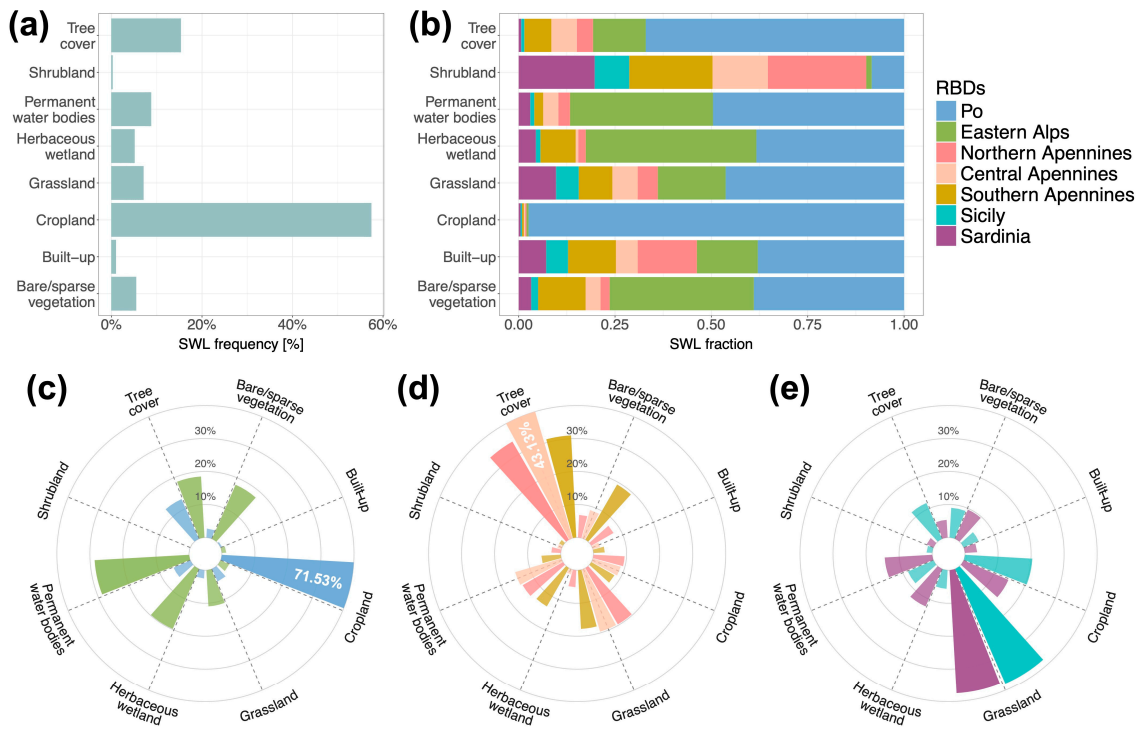 (a)
Tree
cover
Shrubland
Permanent
water bodies
Herbaceous
wetland
Grassland
Cropland
Built−up
Bare/sparse
vegetation
0%
20%
40%
60%
SWL frequency [%]
(b)
Tree
cover
Shrubland
Permanent
water bodies
Herbaceous
wetland
Grassland
Cropland
Built−up
Bare/sparse
vegetation
0.00
0.25
0.50
0.75
1.00
SWL fraction
RBDs
Po
Eastern Alps
Northern Apennines
Central Apennines
Southern Apennines
Sicily
Sardinia
(c)
Tree
cover
Bare/sparse
vegetation
Built−up
Cropland
Grassland
Herbaceous
wetland
Permanent
water bodies
Shrubland
30%
20%
10%
71.53%
(d)
Tree
cover
Bare/sparse
vegetation
Built−up
Cropland
Grassland
Herbaceous
wetland
Permanent
water bodies
Shrubland
30%
20%
10%
43.13%
(e)
Tree
cover
Bare/sparse
vegetation
Built−up
Cropland
Grassland
Herbaceous
wetland
Permanent
water bodies
Shrubland
30%
20%
10%